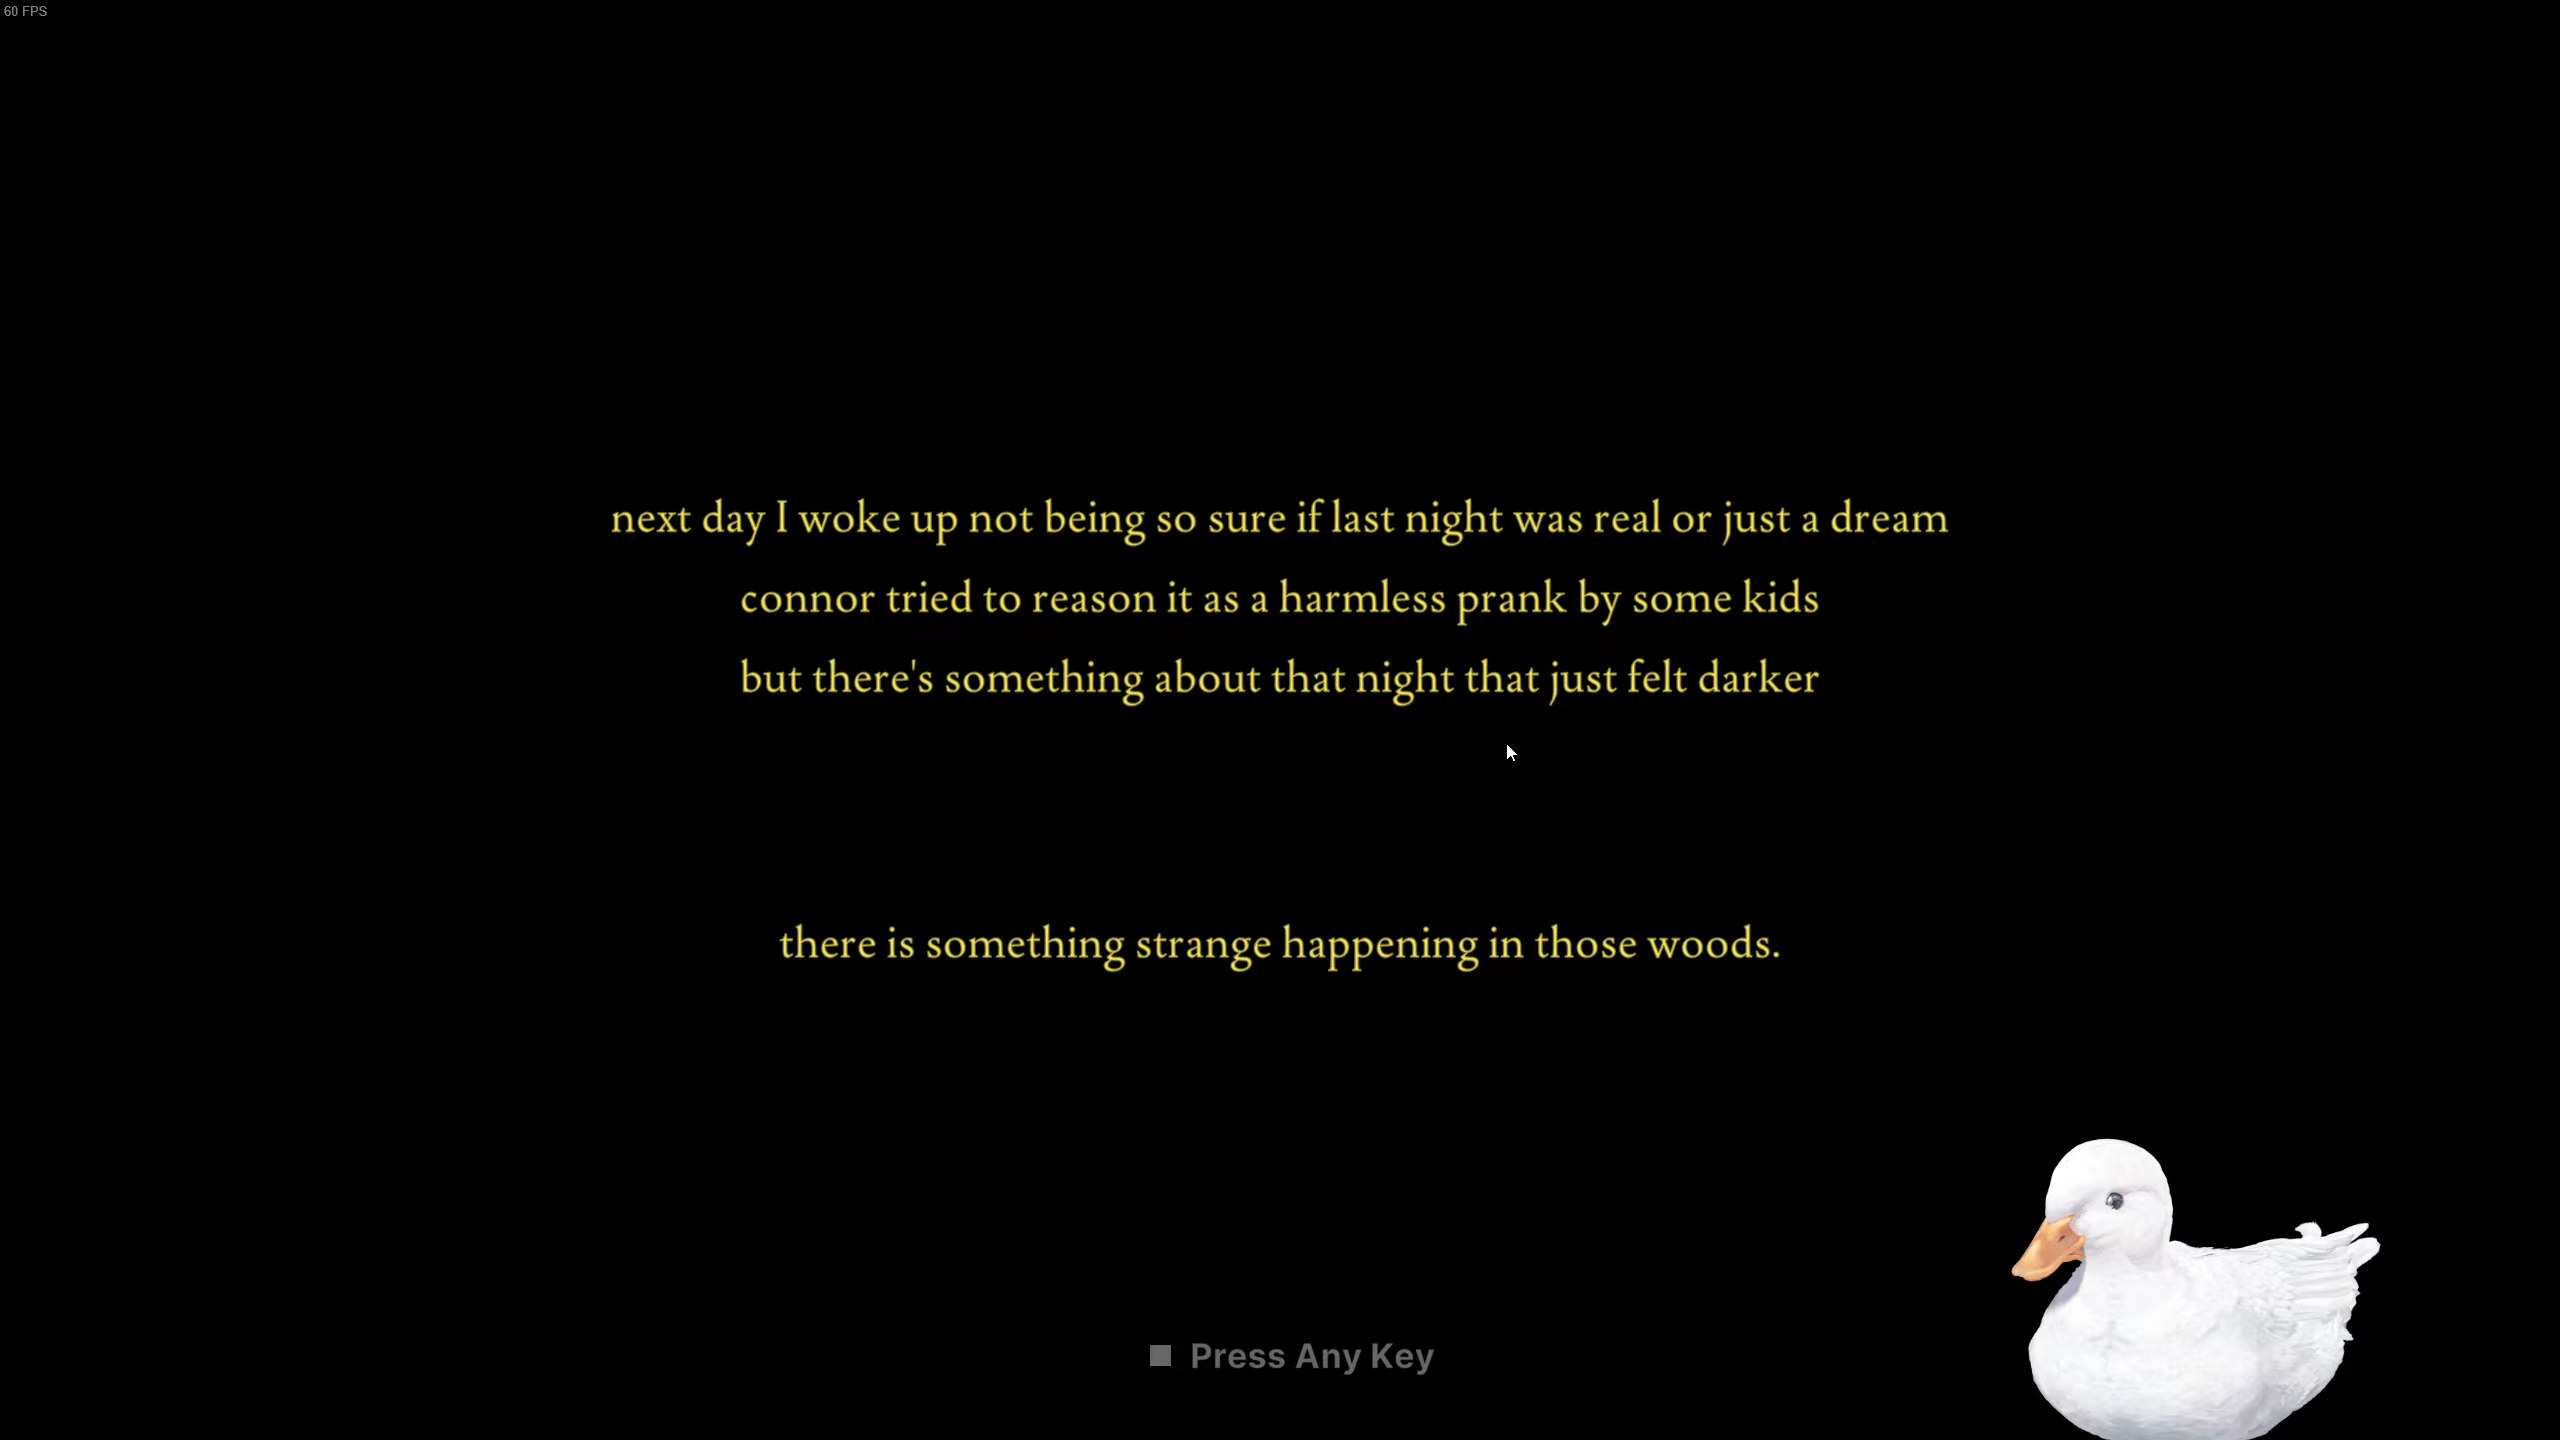 60 FPS
next day I woke up not being so sure if last night was real or just a dream
connor tried to reason it as a harmless prank by some kids
but there's something about that night that just felt darker
there is something strange happening in those woods.
Press Any Key